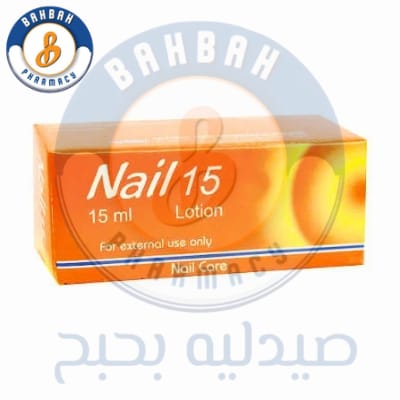 BAHBAH
PHARMACY
BAHBAH
Nail 15
15 ml Lotion
For external use only
Nail Care
PHARMACY
صيدليه بحبح